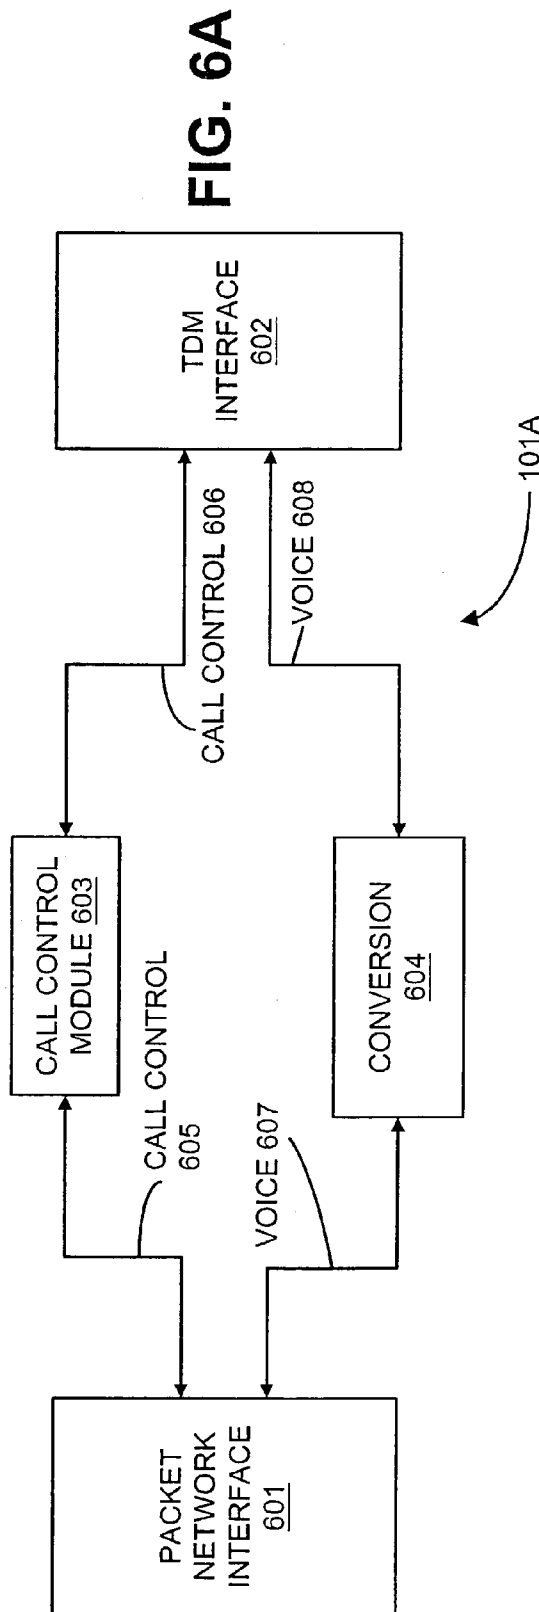 FIG. 6A
PACKET
NETWORK
INTERFACE
601
CALL CONTROL
605
VOICE 607
CALL CONTROL
MODULE 603
CONVERSION
604
CALL CONTROL 606
VOICE 608
TDM
INTERFACE
602
101A